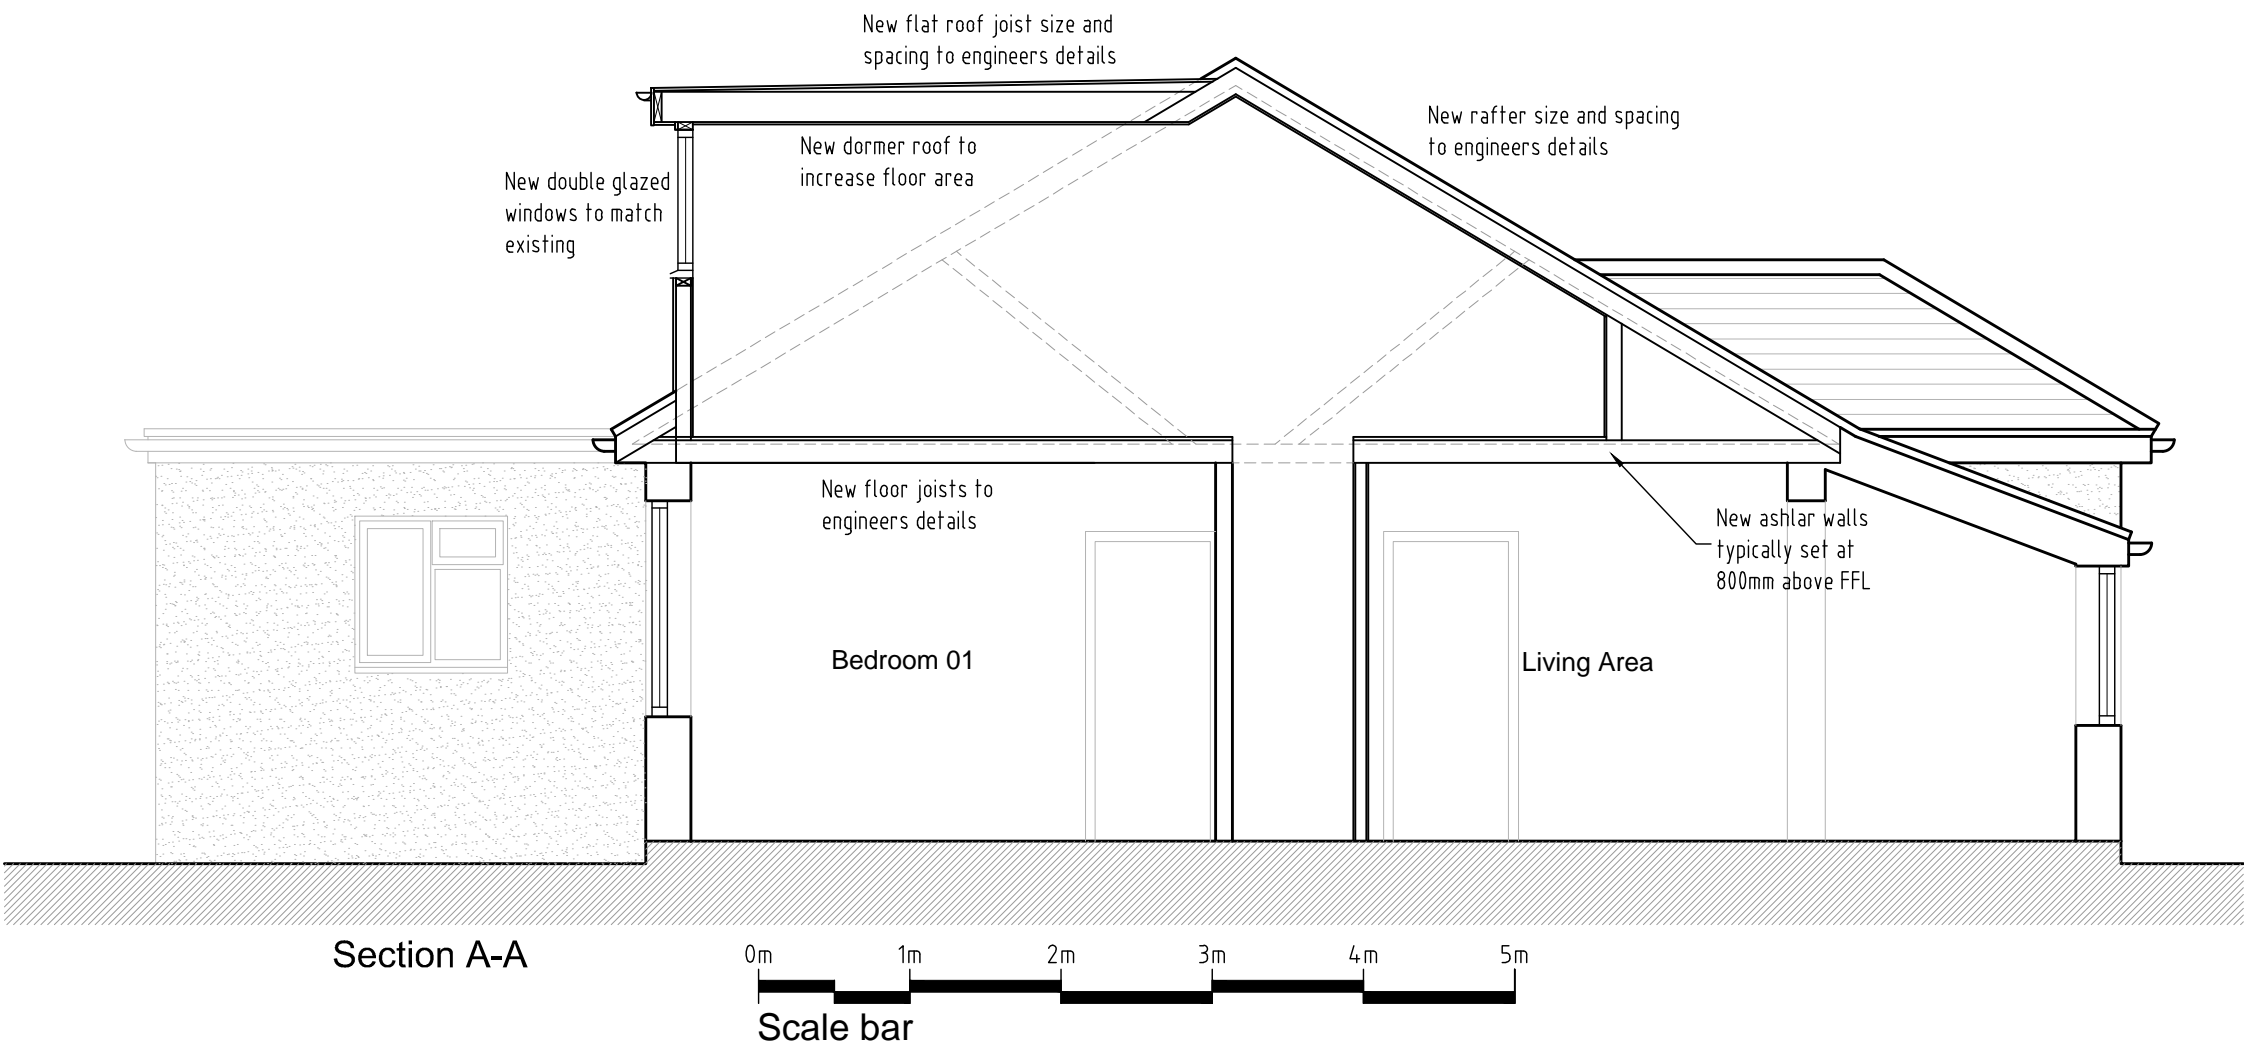 New flat roof joist size and
spacing to engineers details
New rafter size and spacing
to engineers details
New dormer roof to
increase floor area
New double glazed
windows to match
existing
New floor joists to
engineers details
New ashlar walls
typically set at
800mm above FFL
Bedroom 01
Living Area
Section A-A
0m 1m 2m 3m 4m 5m
Scale bar